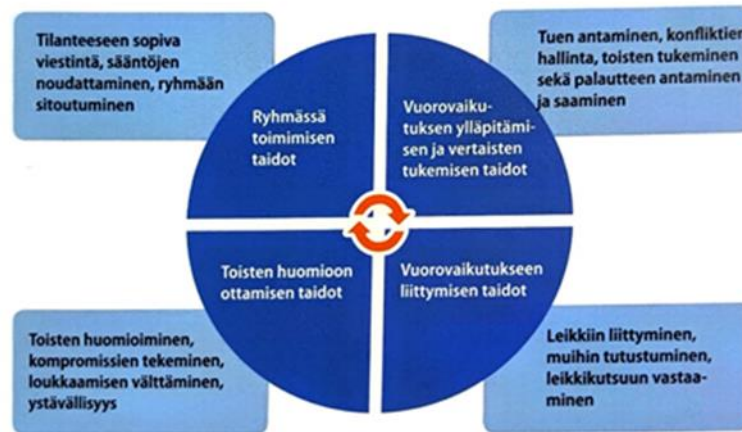 Tilanteeseen sopiva
viestintä, sääntöjen
noudattaminen, ryhmään
sitoutuminen
Tuen antaminen, konfliktien
hallinta, toisten tukeminen
sekä palautteen antaminen
ja saaminen
Ryhmässä
toimimisen
taidot
Vuorovaiku-
tuksen ylläpitämi-
sen ja vertaisten
tukemisen taidot
Toisten huomioon
ottamisen taidot
Vuorovaikutukseen
liittymisen taidot
Toisten huomioiminen,
kompromissien tekeminen,
loukkaamisen välttäminen,
ystävällisyys
Leikkiin liittyminen,
muihin tutustuminen,
leikkikutsuun vastaa-
minen